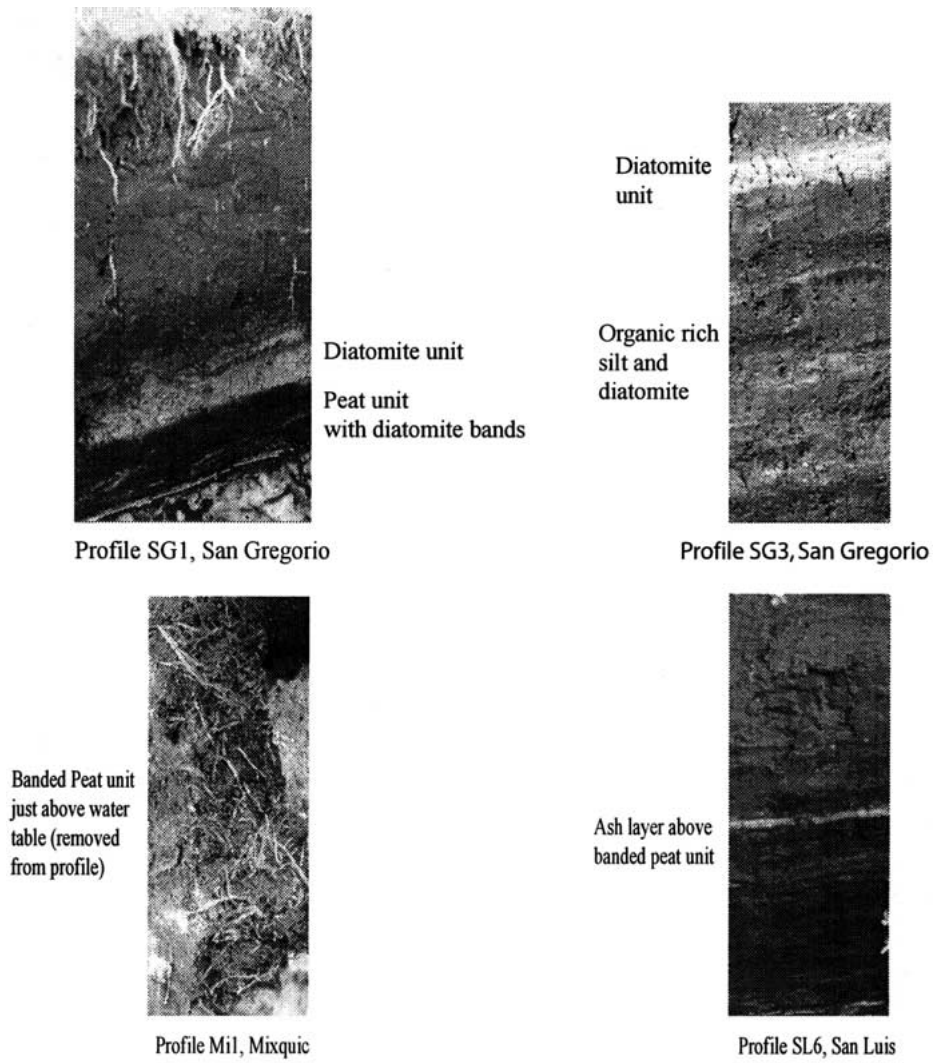 Diatomite unit
Peat unit
with diatomite bands
Profile SG1, San Gregorio
Diatomite
unit
Organic rich
silt and
diatomite
Profile SG3, San Gregorio
Banded Peat unit
just above water
table (removed
from profile)
Profile Mi1, Mixquic
Ash layer above
banded peat unit
Profile SL6, San Luis